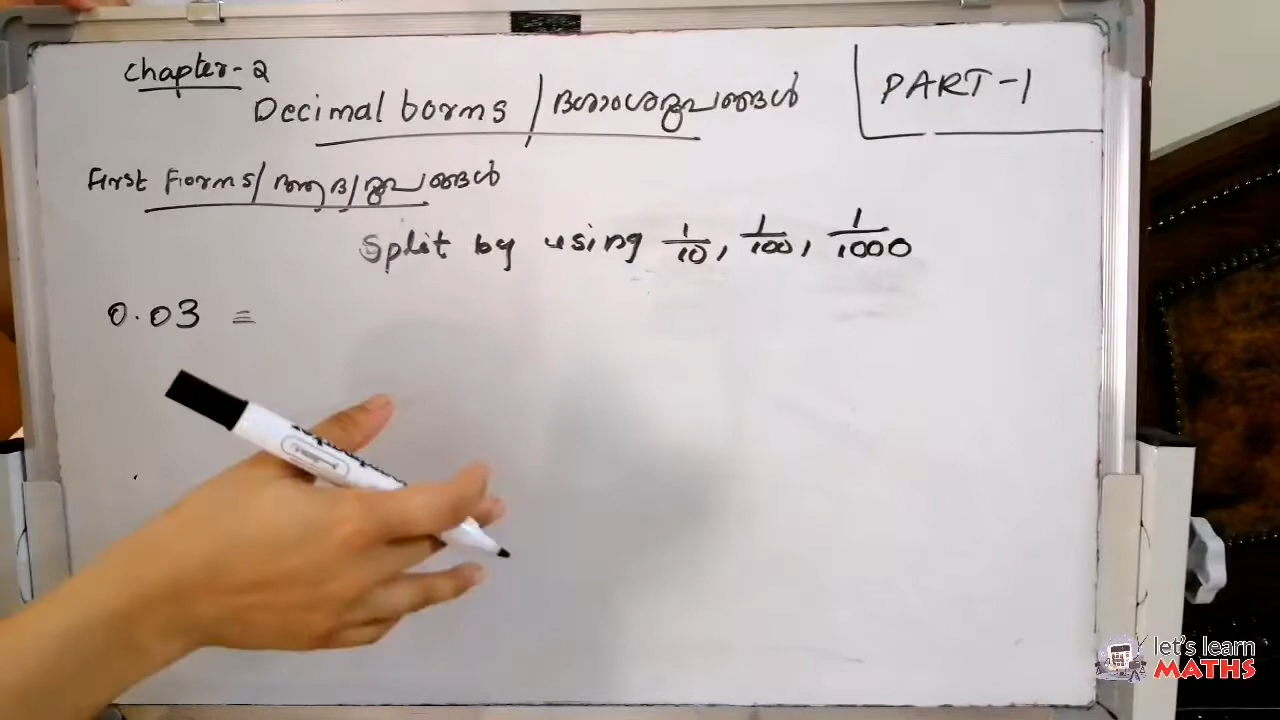 Chapter-2
Decimal forms / ദശാംശരൂപങ്ങൾ
PART-1
First Forms/ ആദ്യരൂപങ്ങൾ
Split by using 1/10, 1/100, 1/1000
0.03 =
let's learn
MATHS